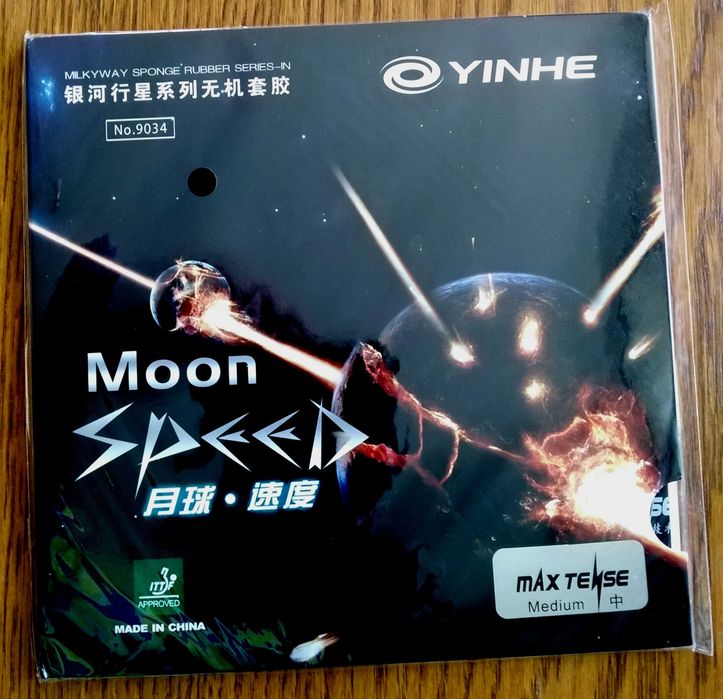 MILKYWAY SPONGE RUBBER SERIES-IN
银河行星系列无机套胶
No.9034
YINHE
Moon
SPEED
月球·速度
ITTF
APPROVED
MADE IN CHINA
MAX TENSE
Medium 中